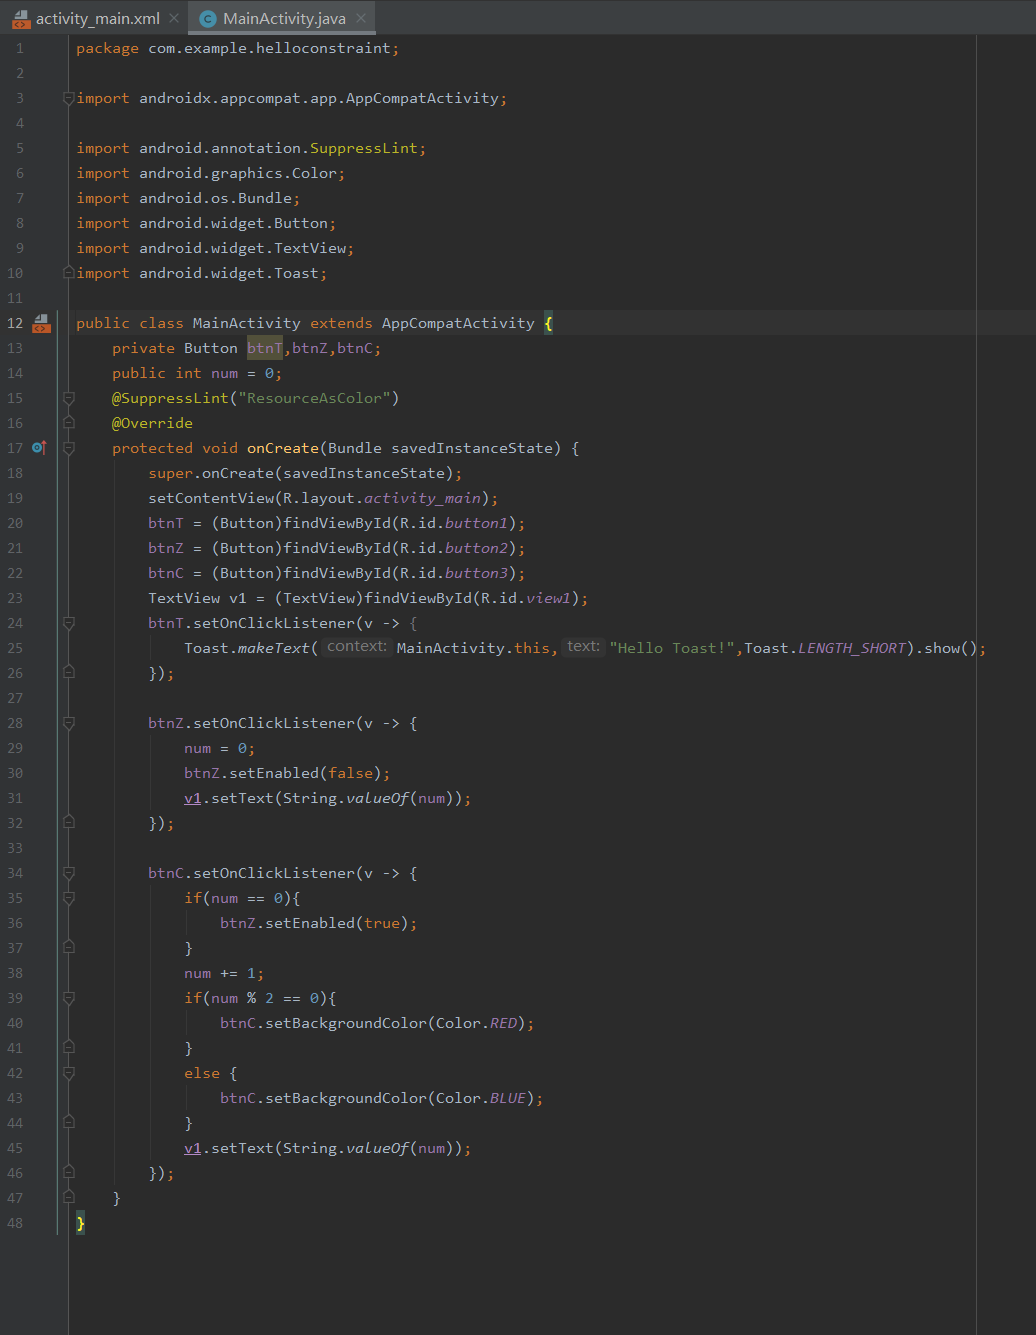 activity_main.xml MainActivity.java
1 package com.example.helloconstraint;
2
3 import androidx.appcompat.app.AppCompatActivity;
4
5 import android.annotation.SuppressLint;
6 import android.graphics.Color;
7 import android.os.Bundle;
8 import android.widget.Button;
9 import android.widget.TextView;
10 import android.widget.Toast;
11
12 public class MainActivity extends AppCompatActivity {
13     private Button btnT,btnZ,btnC;
14     public int num = 0;
15     @SuppressLint("ResourceAsColor")
16     @Override
17     protected void onCreate(Bundle savedInstanceState) {
18         super.onCreate(savedInstanceState);
19         setContentView(R.layout.activity_main);
20         btnT = (Button)findViewById(R.id.button1);
21         btnZ = (Button)findViewById(R.id.button2);
22         btnC = (Button)findViewById(R.id.button3);
23         TextView v1 = (TextView)findViewById(R.id.view1);
24         btnT.setOnClickListener(v -> {
25             Toast.makeText( context: MainActivity.this, text: "Hello Toast!",Toast.LENGTH_SHORT).show();
26         });
27
28         btnZ.setOnClickListener(v -> {
29             num = 0;
30             btnZ.setEnabled(false);
31             v1.setText(String.valueOf(num));
32         });
33
34         btnC.setOnClickListener(v -> {
35             if(num == 0){
36                 btnZ.setEnabled(true);
37             }
38             num += 1;
39             if(num % 2 == 0){
40                 btnC.setBackgroundColor(Color.RED);
41             }
42             else {
43                 btnC.setBackgroundColor(Color.BLUE);
44             }
45             v1.setText(String.valueOf(num));
46         });
47     }
48 }